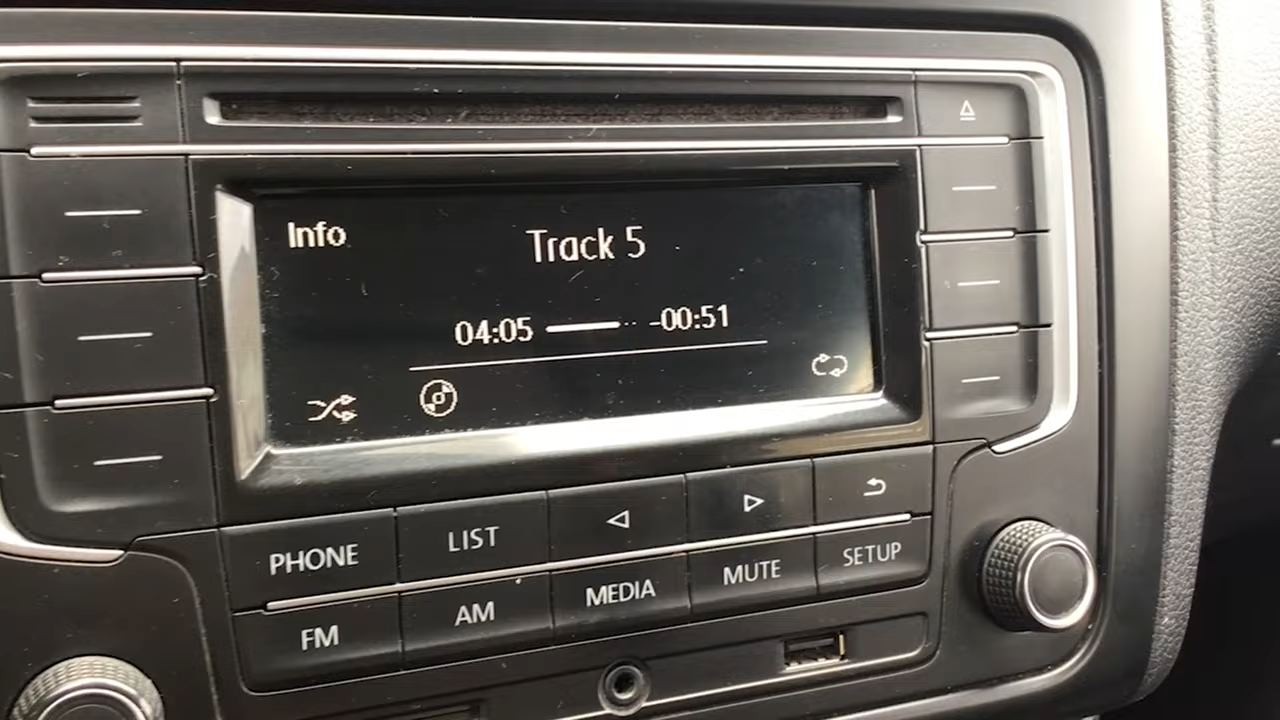 Info
Track 5
04:05 -00:51
PHONE LIST
FM AM MEDIA MUTE SETUP